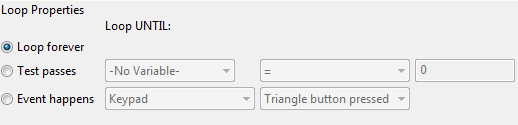 Loop Properties
Loop UNTIL:
Loop forever
Test passes -No Variable- = 0
Event happens Keypad Triangle button pressed